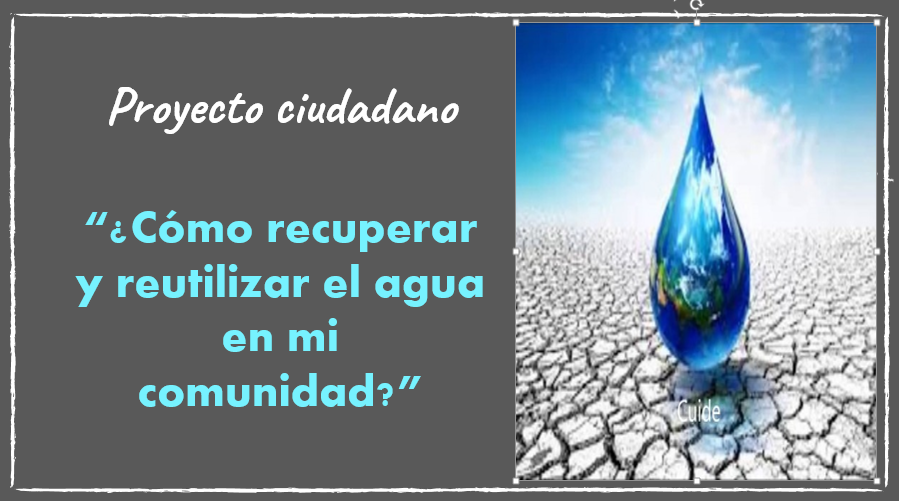 Proyecto ciudadano
“¿Cómo recuperar
y reutilizar el agua
en mi
comunidad?”
Cuide